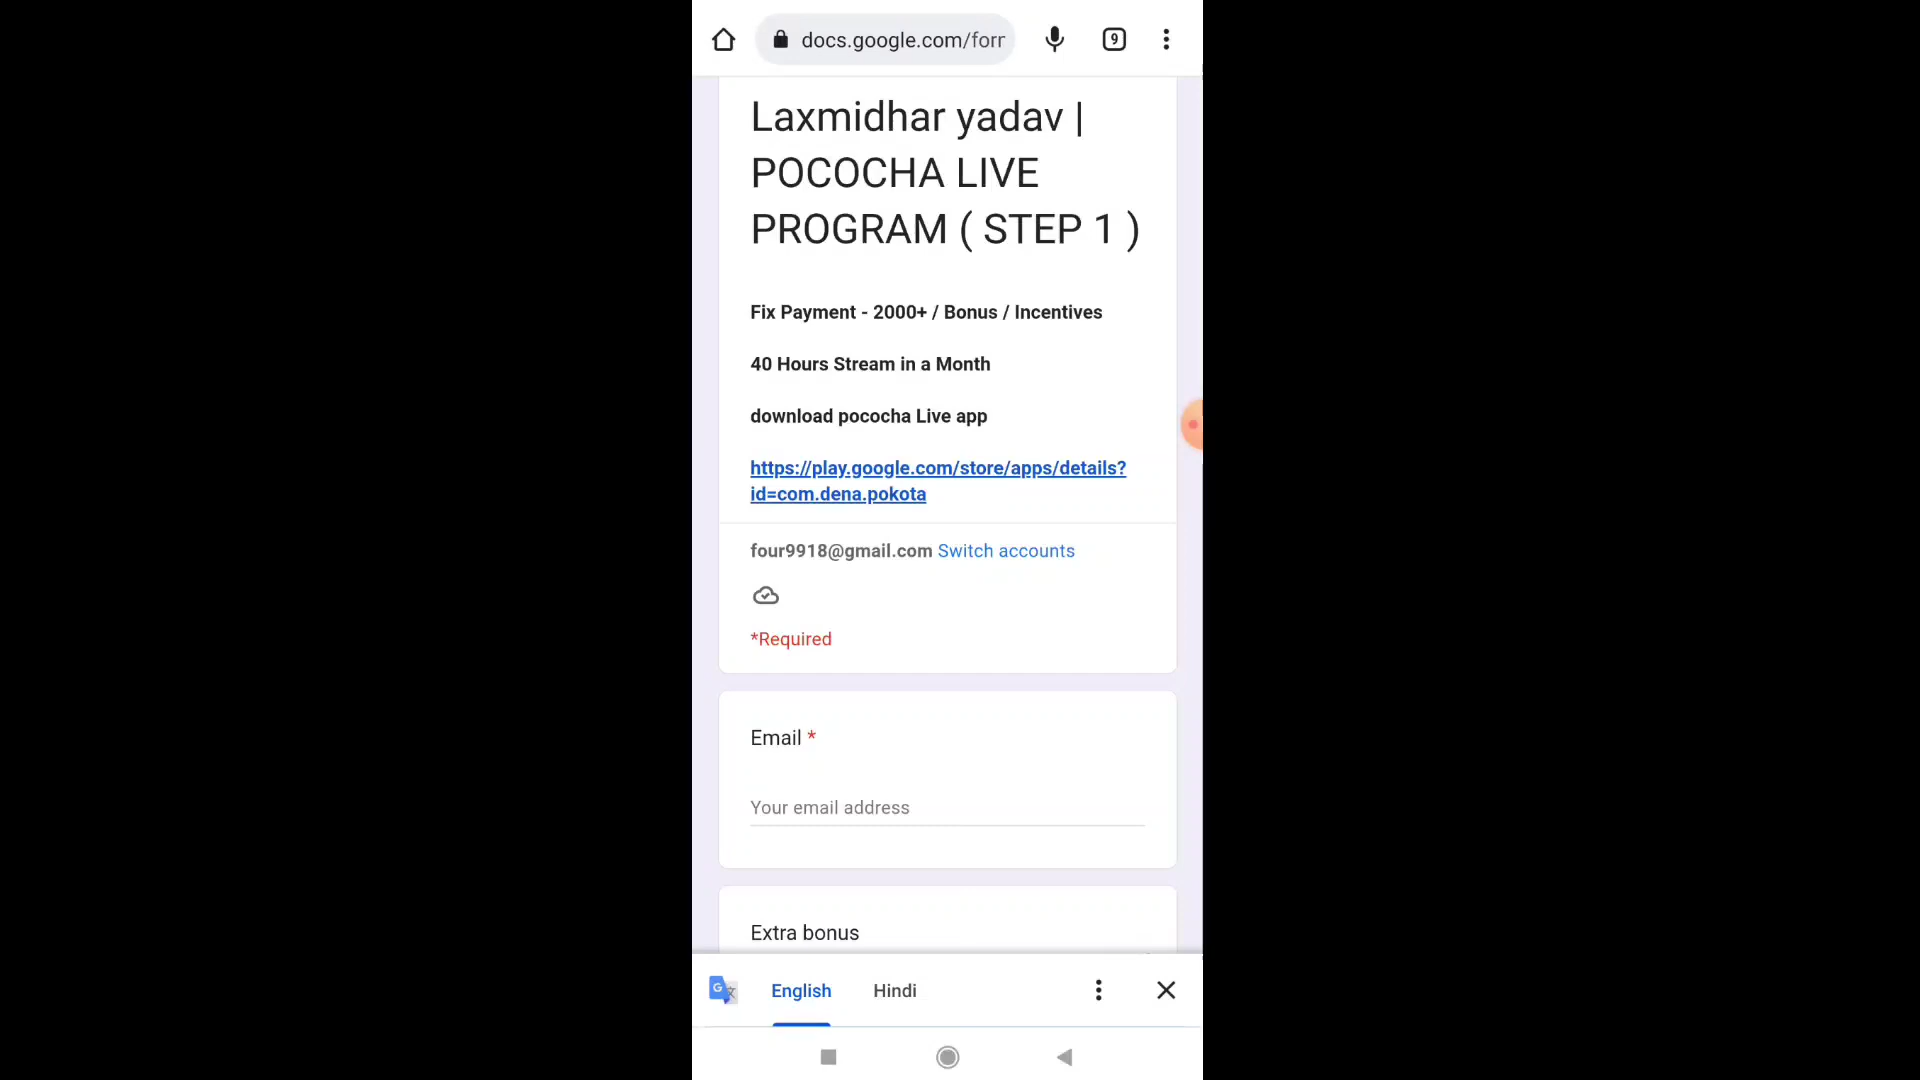 docs.google.com/forr
9
Laxmidhar yadav |
POCOCHA LIVE
PROGRAM ( STEP 1 )
Fix Payment - 2000+ / Bonus / Incentives
40 Hours Stream in a Month
download pococha Live app
https://play.google.com/store/apps/details?
id=com.dena.pokota
four9918@gmail.com Switch accounts
*Required
Email *
Your email address
Extra bonus
English Hindi